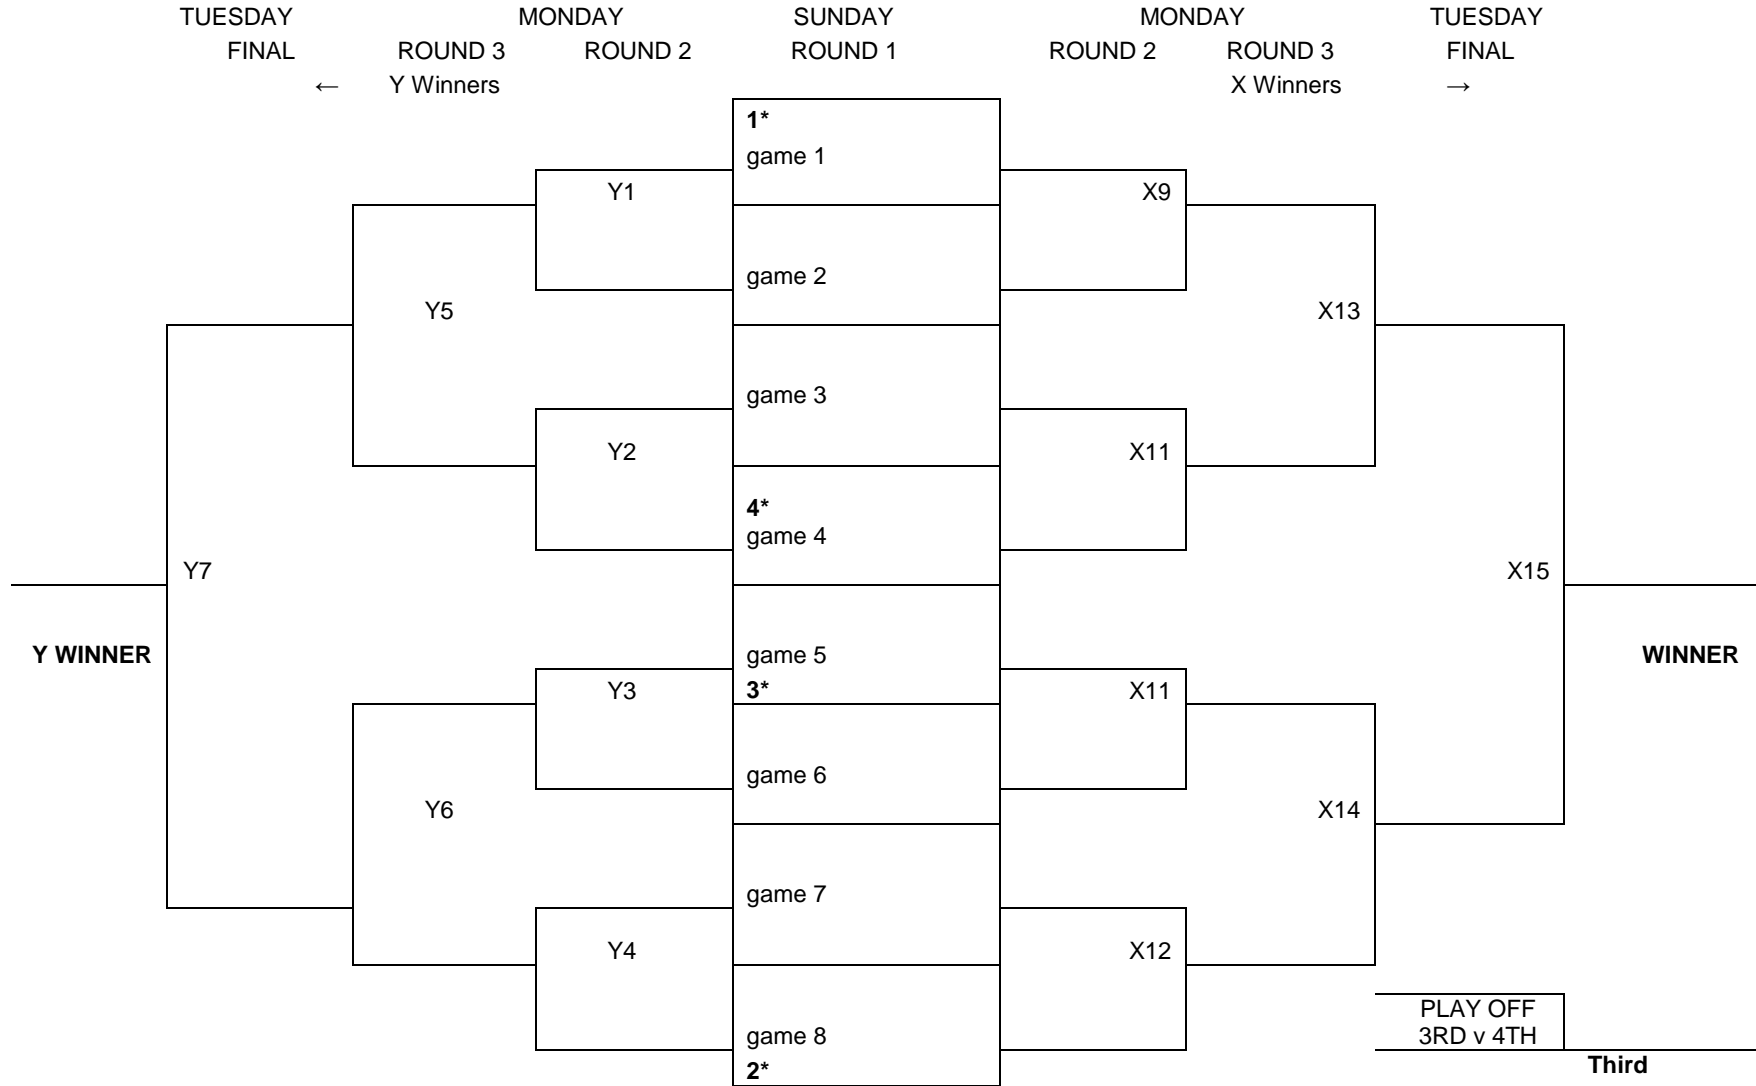 TUESDAY MONDAY SUNDAY MONDAY TUESDAY
FINAL ROUND 3 ROUND 2 ROUND 1 ROUND 2 ROUND 3 FINAL
← Y Winners X Winners →
1*
game 1
Y1 X9
game 2
Y5 X13
game 3
Y2 X11
4*
game 4
Y7 X15
Y WINNER game 5 WINNER
Y3 3* X11
game 6
Y6 X14
game 7
Y4 X12
PLAY OFF
game 8 3RD v 4TH
2* Third